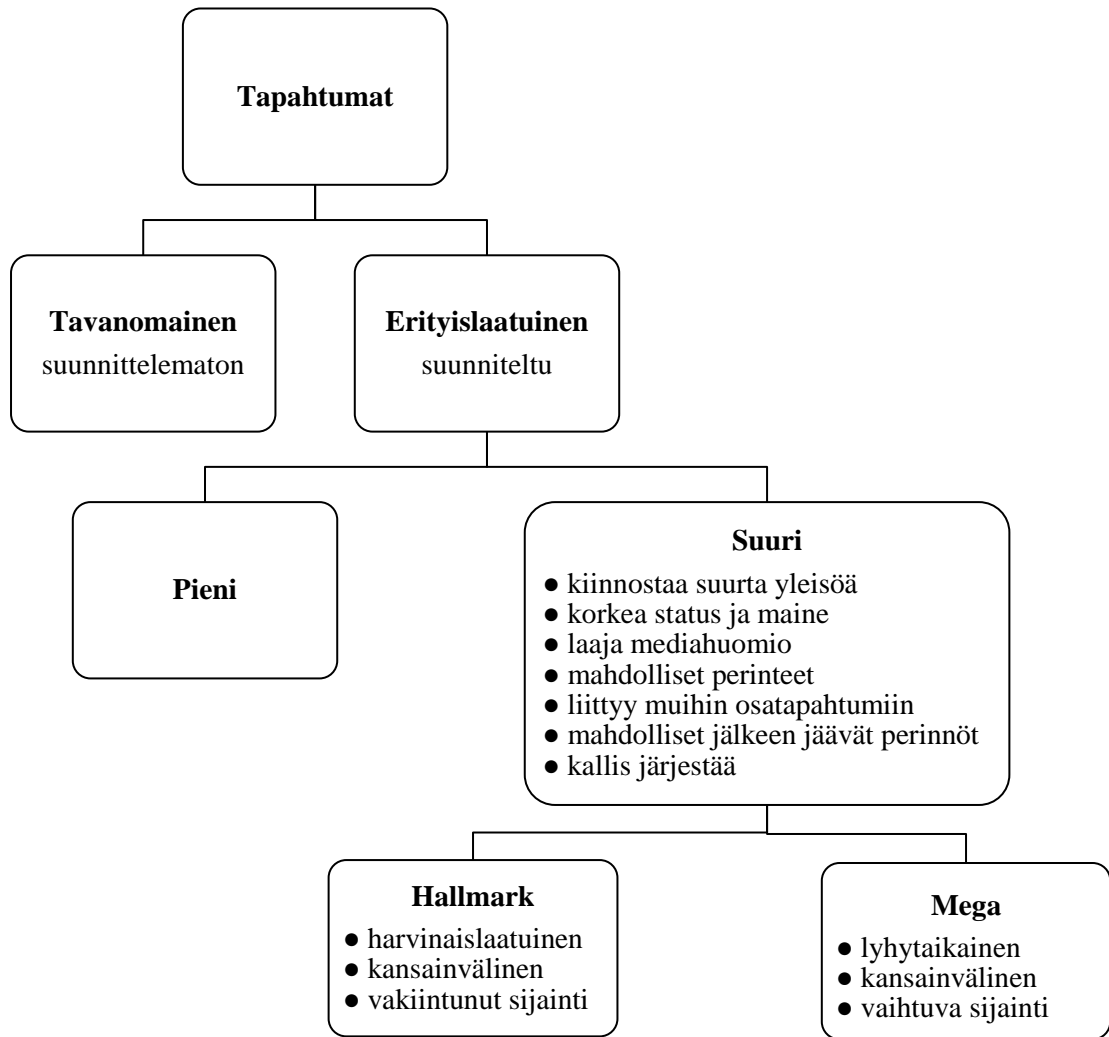 Tapahtumat
Tavanomainen
suunnittelematon
Erityislaatuinen
suunniteltu
Pieni
Suuri
● kiinnostaa suurta yleisöä
● korkea status ja maine
● laaja mediahuomio
● mahdolliset perinteet
● liittyy muihin osatapahtumiin
● mahdolliset jälkeen jäävät perinnöt
● kallis järjestää
Hallmark
● harvinaislaatuinen
● kansainvälinen
● vakiintunut sijainti
Mega
● lyhytaikainen
● kansainvälinen
● vaihtuva sijainti